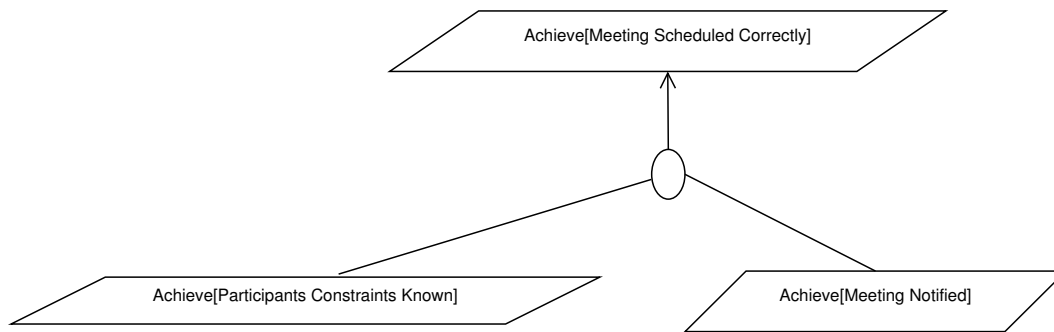 Achieve[Meeting Scheduled Correctly]
Achieve[Participants Constraints Known]
Achieve[Meeting Notified]